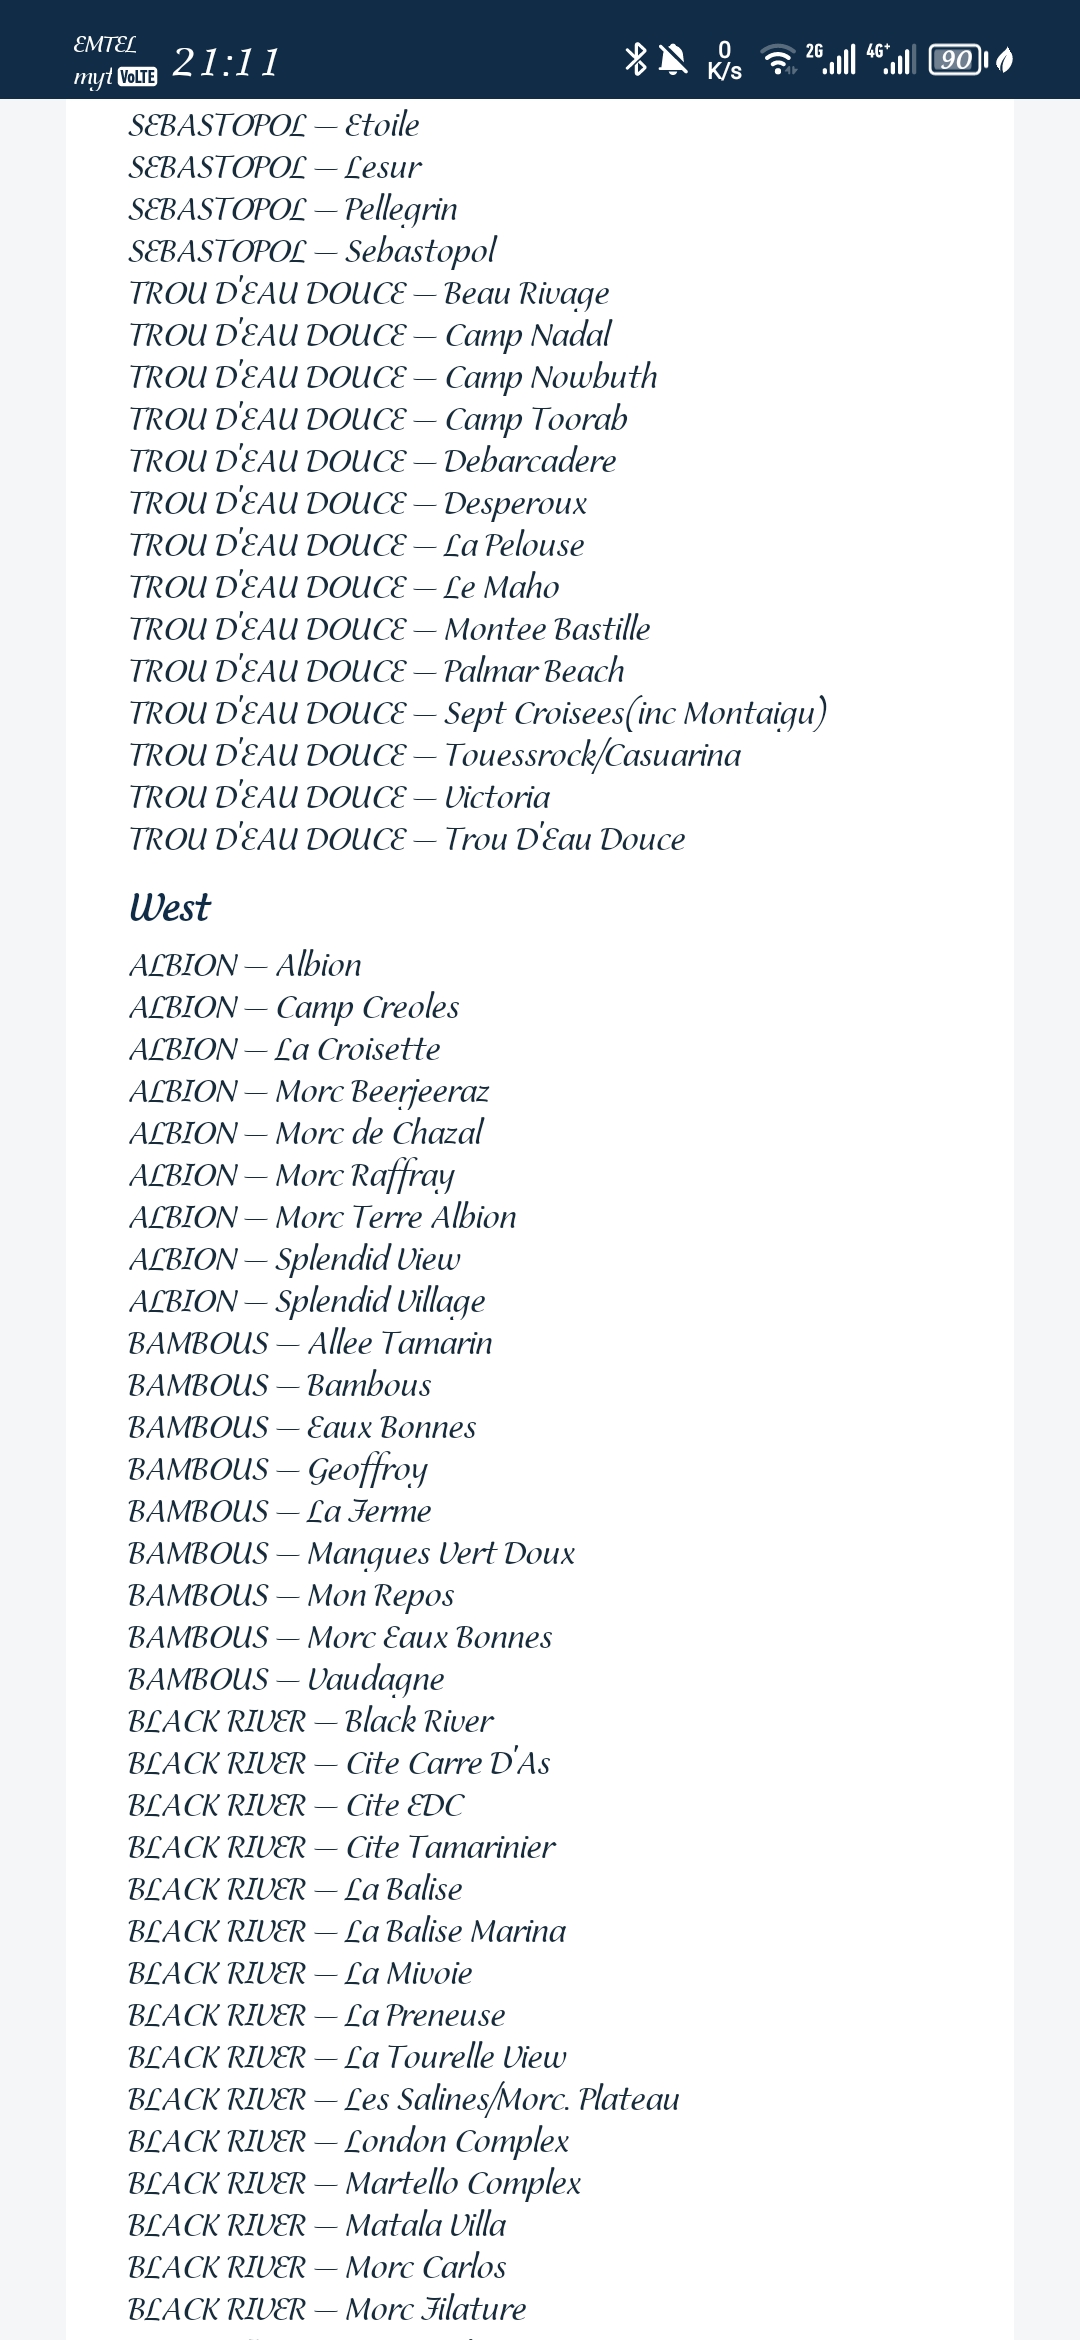 EMTEL
my.t VoLTE 21:11 0 K/s 2G 4G+ 90
SEBASTOPOL — Etoile
SEBASTOPOL — Lesur
SEBASTOPOL — Pellegrin
SEBASTOPOL — Sebastopol
TROU D'EAU DOUCE — Beau Rivage
TROU D'EAU DOUCE — Camp Nadal
TROU D'EAU DOUCE — Camp Nowbuth
TROU D'EAU DOUCE — Camp Toorab
TROU D'EAU DOUCE — Debarcadere
TROU D'EAU DOUCE — Desperoux
TROU D'EAU DOUCE — La Pelouse
TROU D'EAU DOUCE — Le Maho
TROU D'EAU DOUCE — Montee Bastille
TROU D'EAU DOUCE — Palmar Beach
TROU D'EAU DOUCE — Sept Croisees(inc Montaigu)
TROU D'EAU DOUCE — Touessrock/Casuarina
TROU D'EAU DOUCE — Victoria
TROU D'EAU DOUCE — Trou D'Eau Douce
West
ALBION — Albion
ALBION — Camp Creoles
ALBION — La Croisette
ALBION — Morc Beerjeeraz
ALBION — Morc de Chazal
ALBION — Morc Raffray
ALBION — Morc Terre Albion
ALBION — Splendid View
ALBION — Splendid Village
BAMBOUS — Allee Tamarin
BAMBOUS — Bambous
BAMBOUS — Eaux Bonnes
BAMBOUS — Geoffroy
BAMBOUS — La Ferme
BAMBOUS — Mangues Vert Doux
BAMBOUS — Mon Repos
BAMBOUS — Morc Eaux Bonnes
BAMBOUS — Vaudagne
BLACK RIVER — Black River
BLACK RIVER — Cite Carre D'As
BLACK RIVER — Cite EDC
BLACK RIVER — Cite Tamarinier
BLACK RIVER — La Balise
BLACK RIVER — La Balise Marina
BLACK RIVER — La Mivoie
BLACK RIVER — La Preneuse
BLACK RIVER — La Tourelle View
BLACK RIVER — Les Salines/Morc. Plateau
BLACK RIVER — London Complex
BLACK RIVER — Martello Complex
BLACK RIVER — Matala Villa
BLACK RIVER — Morc Carlos
BLACK RIVER — Morc Filature